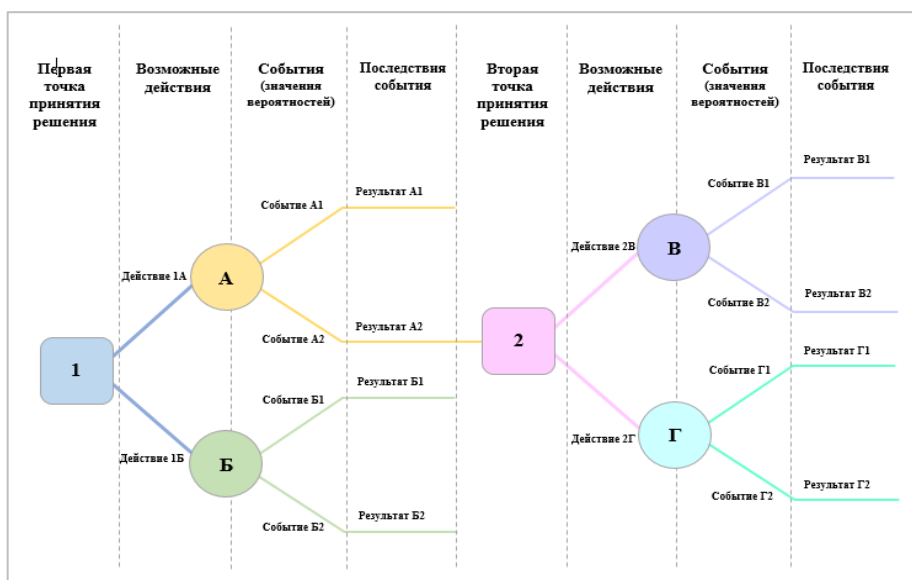 Первая
точка
принятия
решения
Возможные
действия
События
(значения
вероятностей)
Последствия
события
Вторая
точка
принятия
решения
Возможные
действия
События
(значения
вероятностей)
Последствия
события
Результат В1
Событие В1
Результат А1
Событие А1
Действие 2В
В
Действие 1А
А
Результат В2
Событие В2
Результат А2
Событие А2
2
1
Результат Г1
Событие Г1
Результат Б1
Событие Б1
Действие 2Г
Г
Действие 1Б
Б
Результат Г2
Событие Г2
Результат Б2
Событие Б2